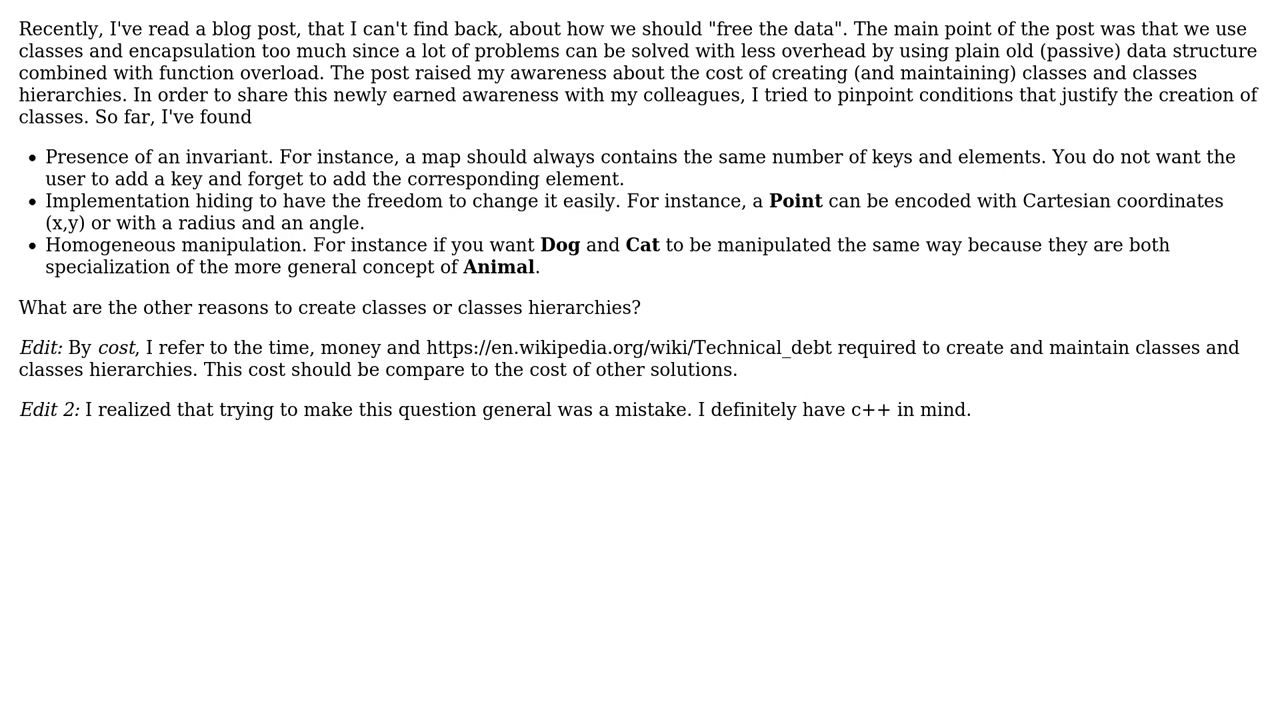 Recently, I've read a blog post, that I can't find back, about how we should "free the data". The main point of the post was that we use
classes and encapsulation too much since a lot of problems can be solved with less overhead by using plain old (passive) data structure
combined with function overload. The post raised my awareness about the cost of creating (and maintaining) classes and classes
hierarchies. In order to share this newly earned awareness with my colleagues, I tried to pinpoint conditions that justify the creation of
classes. So far, I've found
• Presence of an invariant. For instance, a map should always contains the same number of keys and elements. You do not want the
user to add a key and forget to add the corresponding element.
• Implementation hiding to have the freedom to change it easily. For instance, a Point can be encoded with Cartesian coordinates
(x,y) or with a radius and an angle.
• Homogeneous manipulation. For instance if you want Dog and Cat to be manipulated the same way because they are both
specialization of the more general concept of Animal.
What are the other reasons to create classes or classes hierarchies?
Edit: By cost, I refer to the time, money and https://en.wikipedia.org/wiki/Technical_debt required to create and maintain classes and
classes hierarchies. This cost should be compare to the cost of other solutions.
Edit 2: I realized that trying to make this question general was a mistake. I definitely have c++ in mind.